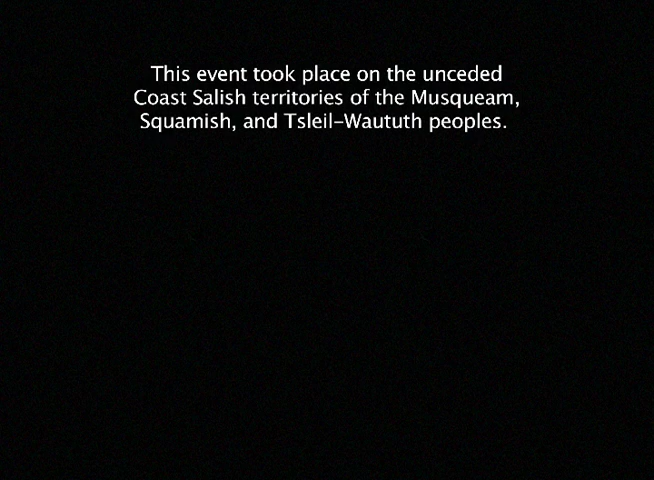 This event took place on the unceded
Coast Salish territories of the Musqueam,
Squamish, and Tsleil-Waututh peoples.